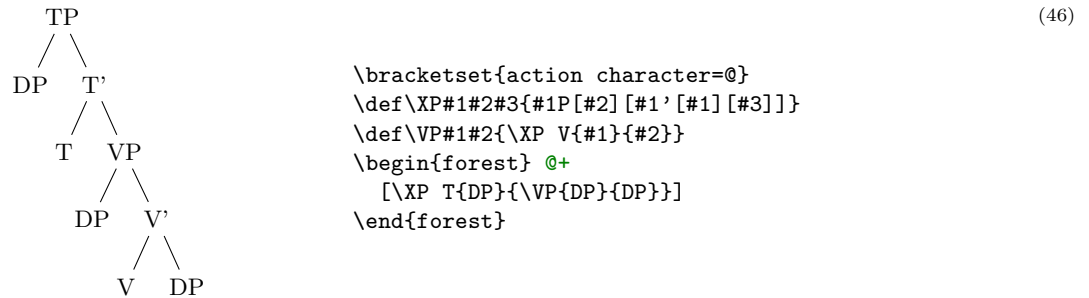 TP
DP T'
T VP
DP V'
V DP
\bracketset{action character=@}
\def\XP#1#2#3{#1P[#2][#1'[#1][#3]]}
\def\VP#1#2{\XP V{#1}{#2}}
\begin{forest} @+
  [\XP T{DP}{\VP{DP}{DP}}]
\end{forest}
(46)